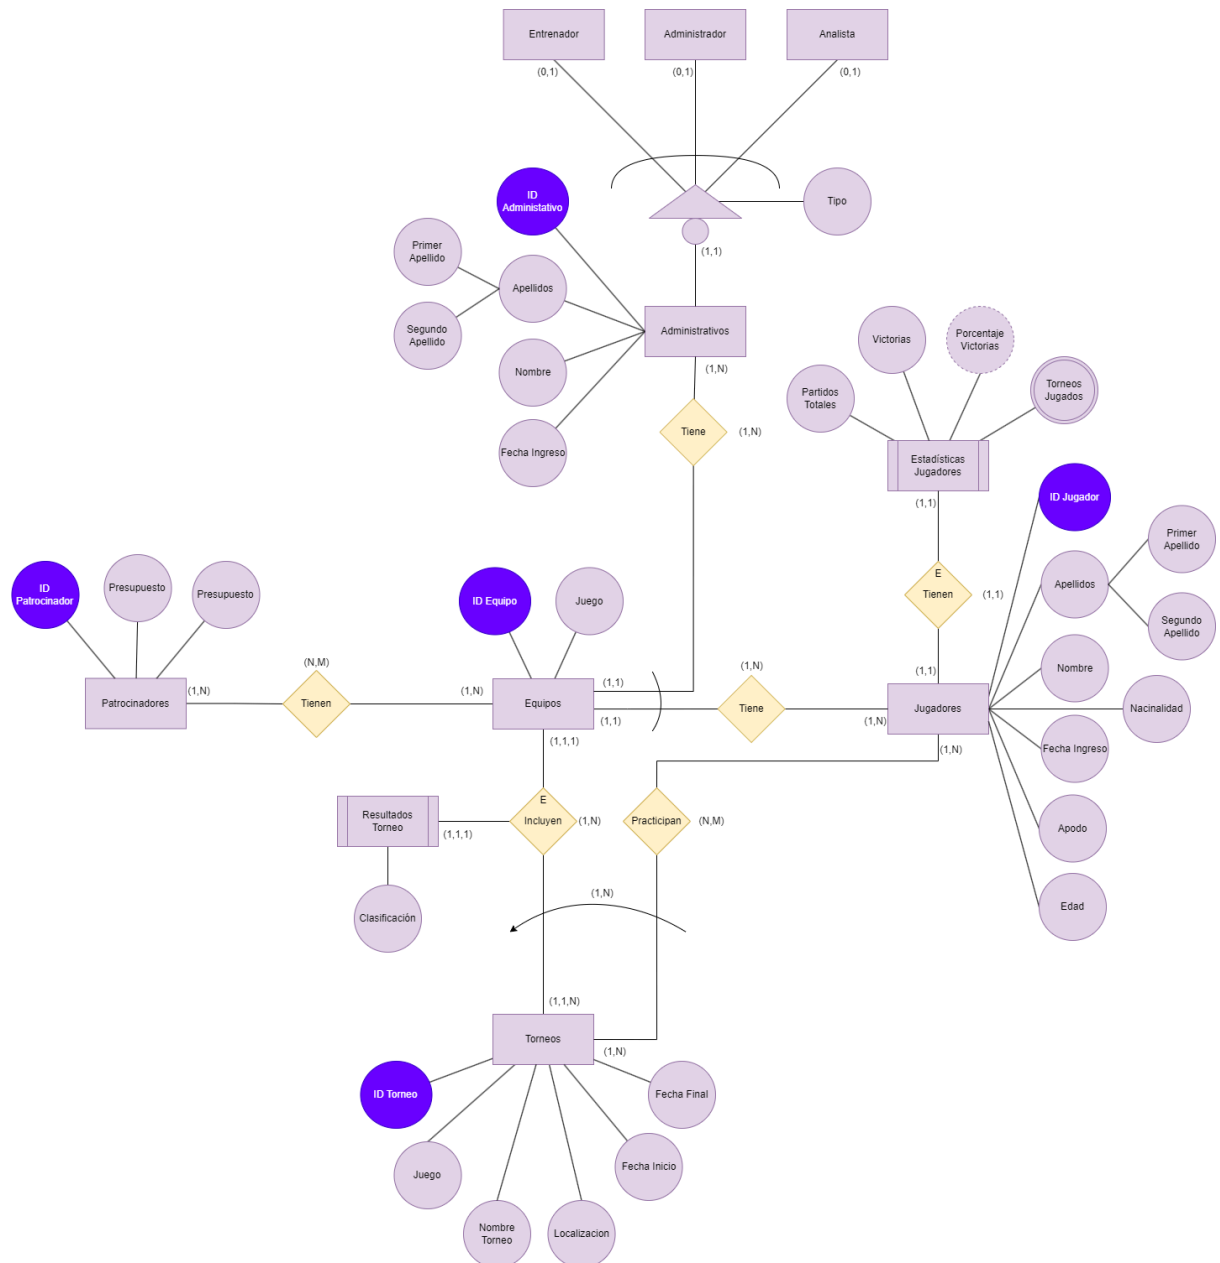 Entrenador
Administrador
Analista
(0,1)
(0,1)
(0,1)
ID
Administativo
Tipo
Primer
Apellido
(1,1)
Apellidos
Segundo
Apellido
Administrativos
Victorias
Porcentaje
Victorias
Nombre
(1,N)
Partidos
Totales
Torneos
Jugados
Tiene
(1,N)
Fecha Ingreso
Estadísticas
Jugadores
(1,1)
ID Jugador
Primer
Apellido
E
Tienen
(1,1)
Apellidos
Segundo
Apellido
ID
Patrocinador
Presupuesto
Presupuesto
ID Equipo
Juego
(N,M)
(1,N)
(1,1)
Nombre
(1,N)
Patrocinadores
Tienen
(1,N)
Equipos
(1,1)
(1,1)
Tiene
(1,N)
Jugadores
Nacinalidad
(1,1,1)
(1,N)
Fecha Ingreso
E
Incluyen
(1,N)
Practicipan
(N,M)
Resultados
Torneo
(1,1,1)
Apodo
(1,N)
Clasificación
Edad
(1,1,N)
Torneos
(1,N)
ID Torneo
Fecha Final
Juego
Fecha Inicio
Nombre
Torneo
Localizacion